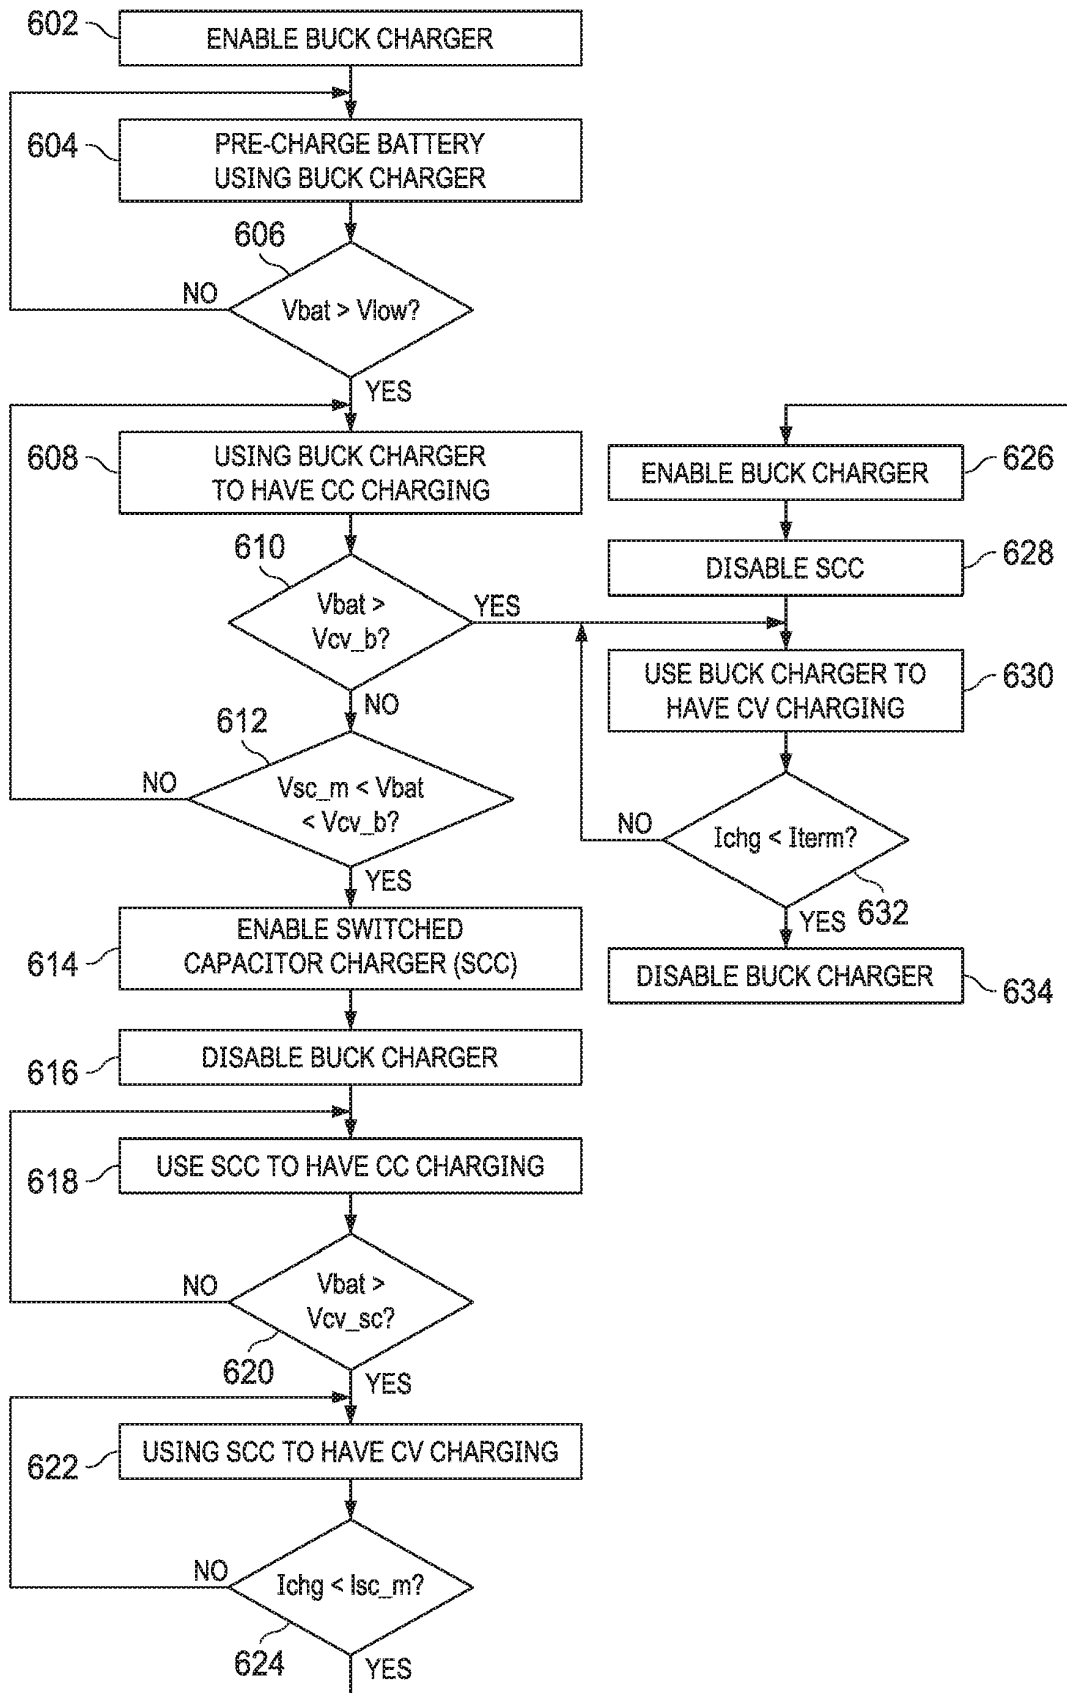 602
ENABLE BUCK CHARGER
604
PRE-CHARGE BATTERY
USING BUCK CHARGER
606
Vbat > Vlow?
NO
YES
608
USING BUCK CHARGER
TO HAVE CC CHARGING
610
Vbat >
Vcv_b?
YES
NO
612
Vsc_m < Vbat
< Vcv_b?
NO
YES
614
ENABLE SWITCHED
CAPACITOR CHARGER (SCC)
616
DISABLE BUCK CHARGER
618
USE SCC TO HAVE CC CHARGING
Vbat >
Vcv_sc?
NO
620
YES
622
USING SCC TO HAVE CV CHARGING
NO
Ichg < Isc_m?
624
YES
ENABLE BUCK CHARGER
626
DISABLE SCC
628
USE BUCK CHARGER TO
HAVE CV CHARGING
630
NO
Ichg < Iterm?
632
YES
DISABLE BUCK CHARGER
634